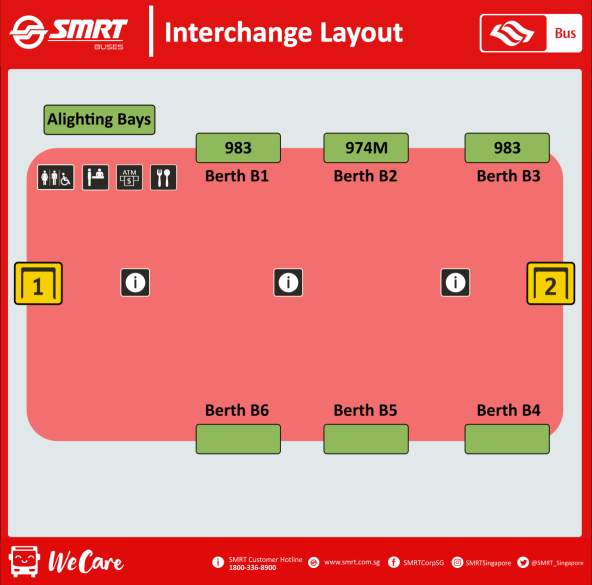 SMRT
BUSES
Interchange Layout
Bus
Alighting Bays
983
974M
983
Berth B1
Berth B2
Berth B3
ATM
$
1
i
i
i
2
Berth B6
Berth B5
Berth B4
We Care
i
SMRT Customer Hotline
1800-336-8900
www.smrt.com.sg
f
SMRTCorpSG
SMRTSingapore
@SMRT_Singapore